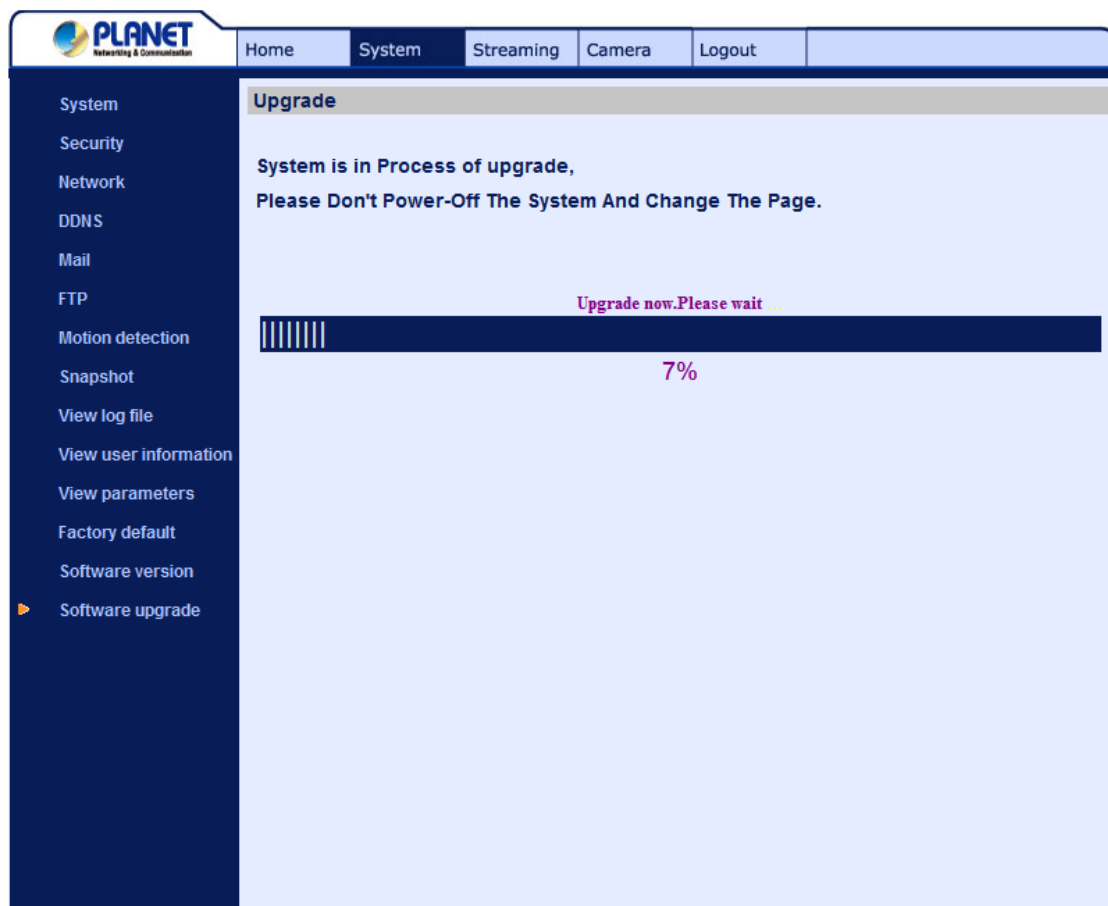 PLANET
Networking & Communication
Home
System
Streaming
Camera
Logout
System
Security
Network
DDNS
Mail
FTP
Motion detection
Snapshot
View log file
View user information
View parameters
Factory default
Software version
Software upgrade
Upgrade
System is in Process of upgrade,
Please Don't Power-Off The System And Change The Page.
Upgrade now.Please wait ...
7%